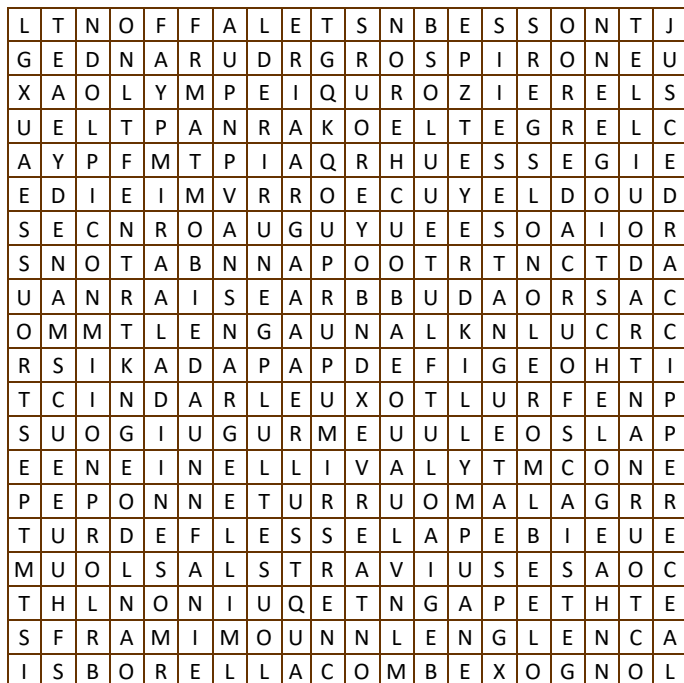 L T N O F F A L E T S N B E S S O N T J
G E D N A R U D R G R O S P I R O N E U
X A O L Y M P E I Q U R O Z I E R E L S
U E L T P A N R A K O E L T E G R E L C
A Y P F M T P I A Q R H U E S S E G I E
E D I E I M V R R O E C U Y E L D O U D
S E C N R O A U G U Y U E E S O A I O R
S N O T A B N N A P O O T R T N C T D A
U A N R A I S E A R B B U D A O R S A C
O M M T L E N G A U N A L K N L U C R C
R S I K A D A P A P D E F I G E O H T I
T C I N D A R L E U X O T L U R F E N P
S U O G I U G U R M E U U L E O S L A P
E E N E I N E L L I V A L Y T M C O N E
P E P O N N E T U R R U O M A L A G R R
T U R D E F L E S S E L A P E B I E U E
M U O L S A L S T R A V I U S E S A O C
T H L N O N I U Q E T N G A P E T H T E
S F R A M I M O U N N L E N G L E N C A
I S B O R E L L A C O M B E X O G N O L